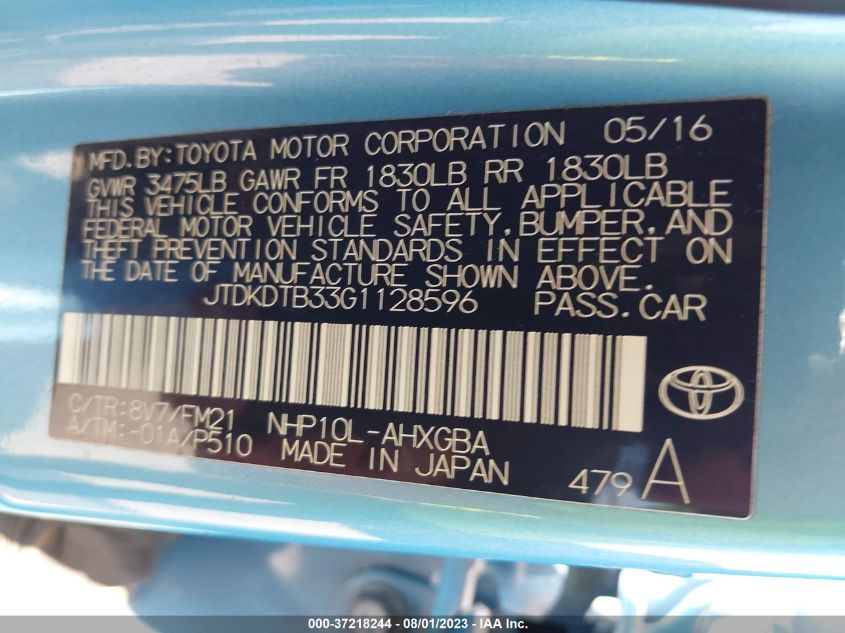 MFD. BY: TOYOTA MOTOR CORPORATION 05/16
GVWR 3475LB GAWR FR 1830LB RR 1830LB
THIS VEHICLE CONFORMS TO ALL APPLICABLE
FEDERAL MOTOR VEHICLE SAFETY, BUMPER, AND
THEFT PREVENTION STANDARDS IN EFFECT ON
THE DATE OF MANUFACTURE SHOWN ABOVE.
JTDKDTB33G1128596 PASS. CAR
C/TR: 8V7/FM21 NHP10L-AHXGBA
A/TM: -01A/P510 MADE IN JAPAN 479 A
000-37218244 - 08/01/2023 - © IAA Inc.